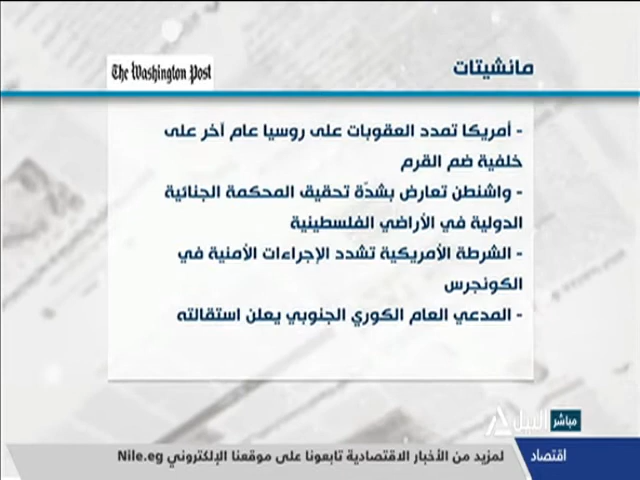 The Washington Post
مانشيتات
- أمريكا تمدد العقوبات على روسيا عام آخر على
خلفية ضم القرم
- واشنطن تعارض بشدّة تحقيق المحكمة الجنائية
الدولية في الأراضي الفلسطينية
- الشرطة الأمريكية تشدد الإجراءات الأمنية في
الكونجرس
- المدعي العام الكوري الجنوبي يعلن استقالته
مباشر
النيل
اقتصاد
لمزيد من الأخبار الاقتصادية تابعونا على موقعنا الإلكتروني Nile.eg